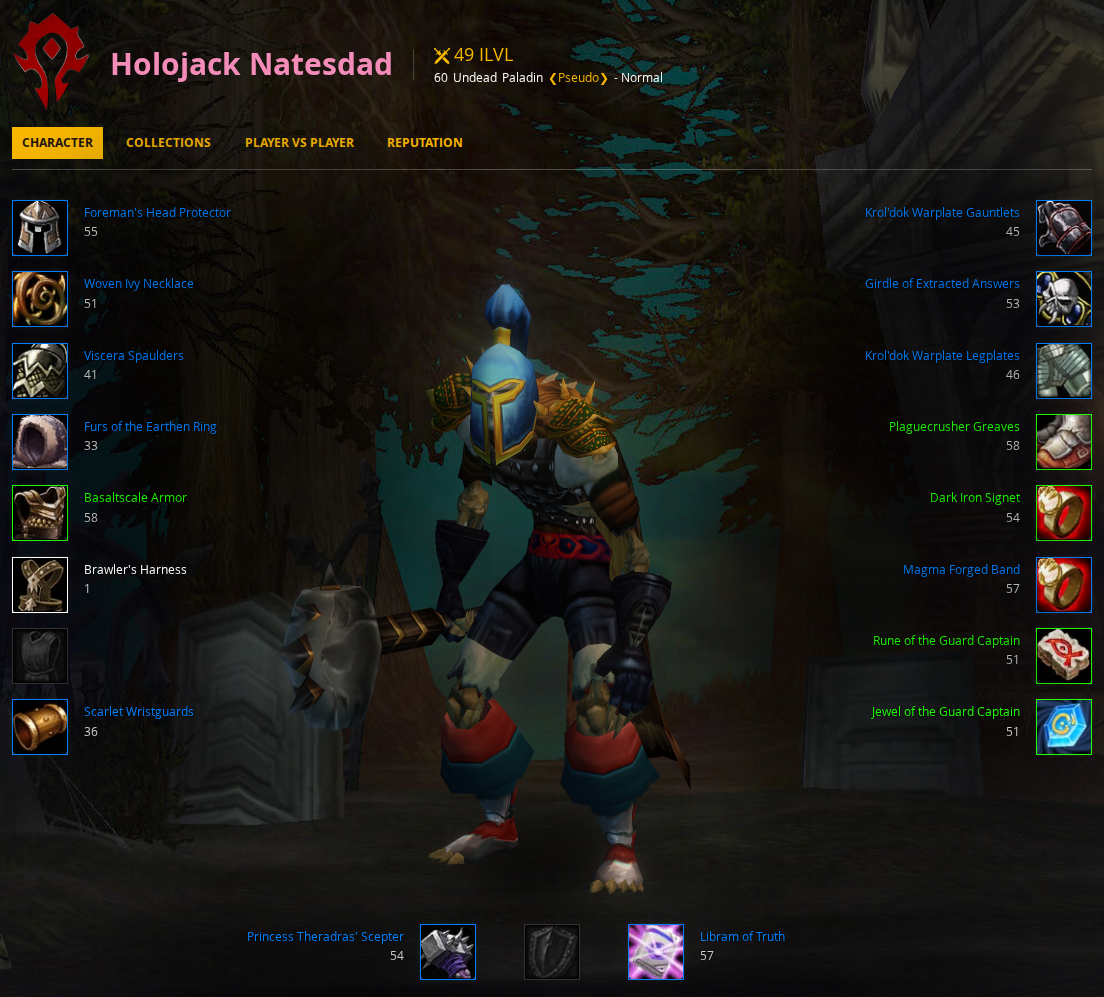 Holojack Natesdad
49 ILVL
60 Undead Paladin ❮Pseudo❯ - Normal
CHARACTER COLLECTIONS PLAYER VS PLAYER REPUTATION
Foreman's Head Protector
55
Woven Ivy Necklace
51
Viscera Spaulders
41
Furs of the Earthen Ring
33
Basaltscale Armor
58
Brawler's Harness
1
Scarlet Wristguards
36
Krol'dok Warplate Gauntlets
45
Girdle of Extracted Answers
53
Krol'dok Warplate Legplates
46
Plaguecrusher Greaves
58
Dark Iron Signet
54
Magma Forged Band
57
Rune of the Guard Captain
51
Jewel of the Guard Captain
51
Princess Theradras' Scepter
54
Libram of Truth
57